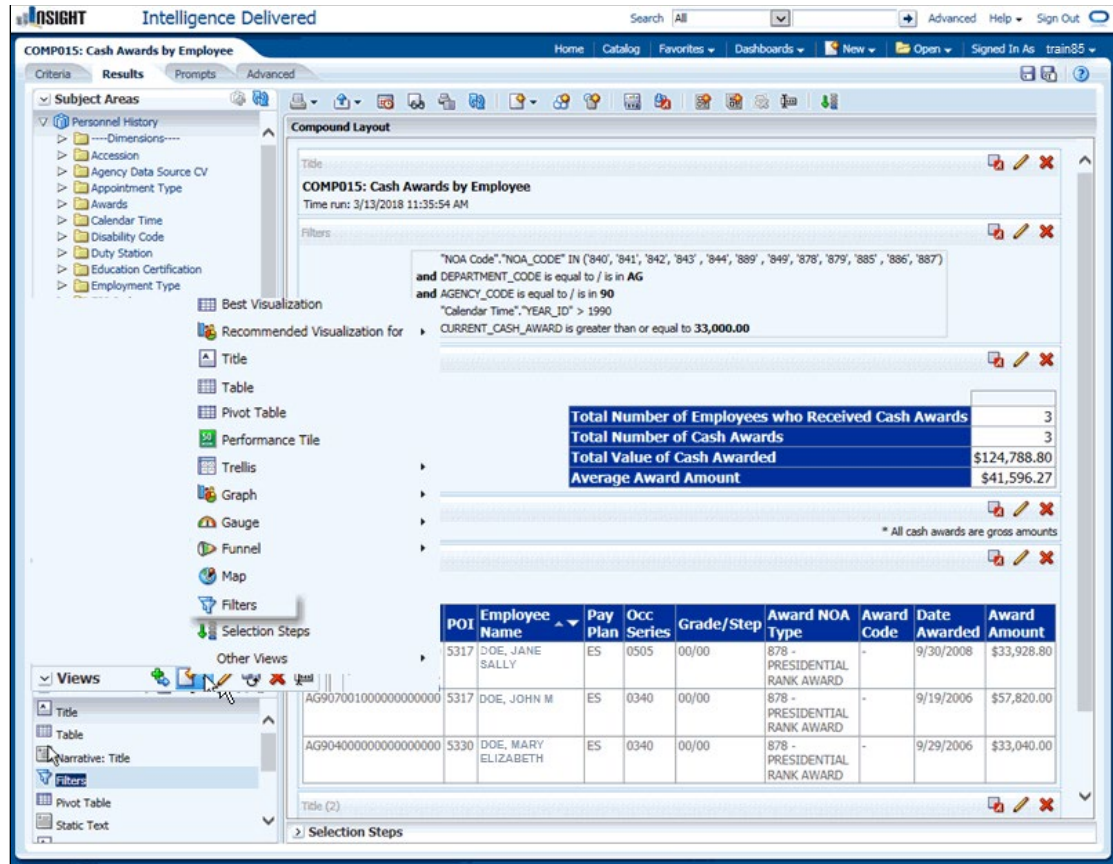 INSIGHT Intelligence Delivered Search All Advanced Help Sign Out
COMP015: Cash Awards by Employee Home Catalog Favorites Dashboards New Open Signed In As train85
Criteria Results Prompts Advanced
Subject Areas
Personnel History
----Dimensions----
Accession
Agency Data Source CV
Appointment Type
Awards
Calendar Time
Disability Code
Duty Station
Education Certification
Employment Type
Compound Layout
Title
COMP015: Cash Awards by Employee
Time run: 3/13/2018 11:35:54 AM
Filters
"NOA Code"."NOA_CODE" IN ('840', '841', '842', '843' , '844', '889' , '849', '878', '879', '885' , '886', '887')
and DEPARTMENT_CODE is equal to / is in AG
and AGENCY_CODE is equal to / is in 90
"Calendar Time"."YEAR_ID" > 1990
CURRENT_CASH_AWARD is greater than or equal to 33,000.00
Best Visualization
Recommended Visualization for
Title
Table
Pivot Table
Performance Tile
Trellis
Graph
Gauge
Funnel
Map
Filters
Selection Steps
Other Views
Total Number of Employees who Received Cash Awards 3
Total Number of Cash Awards 3
Total Value of Cash Awarded $124,788.80
Average Award Amount $41,596.27
* All cash awards are gross amounts
POI Employee Name Pay Plan Occ Series Grade/Step Award NOA Type Award Code Date Awarded Award Amount
5317 DOE, JANE SALLY ES 0505 00/00 878 - PRESIDENTIAL RANK AWARD - 9/30/2008 $33,928.80
AG907001000000000000 5317 DOE, JOHN M ES 0340 00/00 878 - PRESIDENTIAL RANK AWARD - 9/19/2006 $57,820.00
AG904000000000000000 5330 DOE, MARY ELIZABETH ES 0340 00/00 878 - PRESIDENTIAL RANK AWARD - 9/29/2006 $33,040.00
Title (2)
Selection Steps
Views
Title
Table
Narrative: Title
Filters
Pivot Table
Static Text